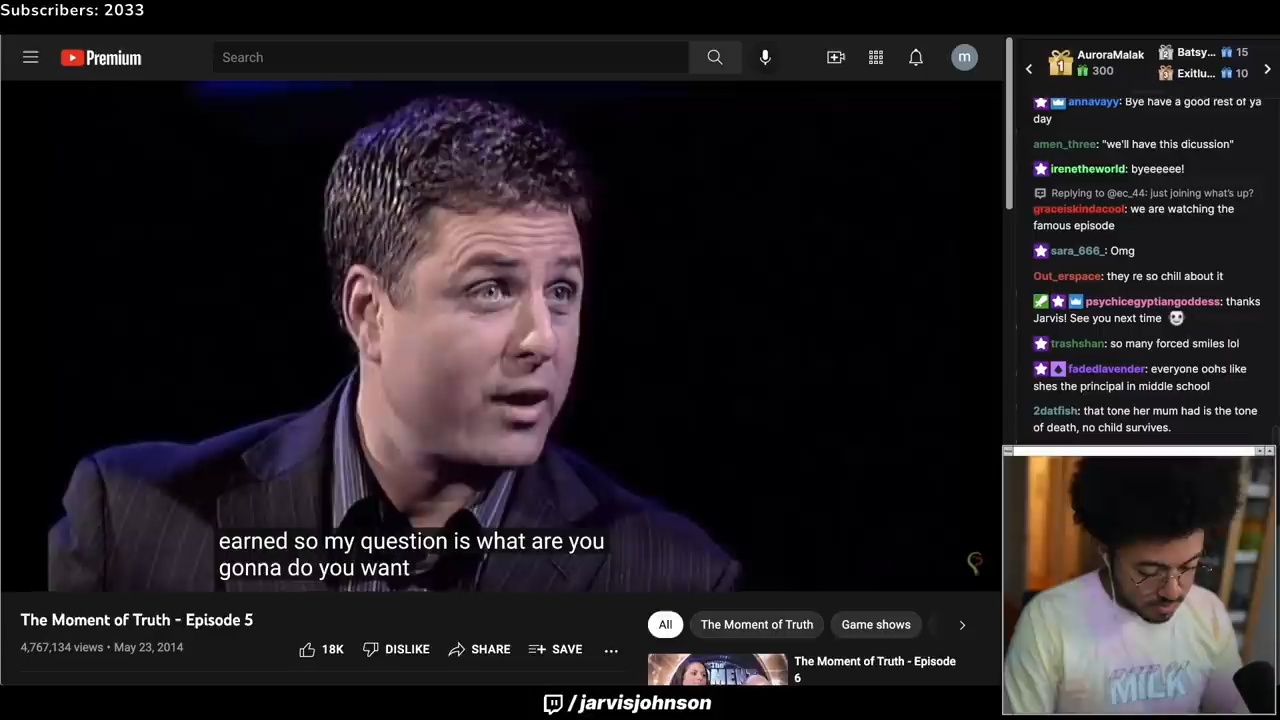 Subscribers: 2033
Premium
Search
m
earned so my question is what are you
gonna do you want
The Moment of Truth - Episode 5
4,767,134 views • May 23, 2014
18K
DISLIKE
SHARE
SAVE
All
The Moment of Truth
Game shows
The Moment of Truth - Episode
6
AuroraMalak
300
Batsy... 15
Exitlu... 10
annavayy: Bye have a good rest of ya
day
amen_three: "we'll have this dicussion"
irenetheworld: byeeeee!
Replying to @ec_44: just joining what's up?
graceiskindacool: we are watching the
famous episode
sara_666_: Omg
Out_erspace: they re so chill about it
psychicegyptiangoddess: thanks
Jarvis! See you next time
trashshan: so many forced smiles lol
fadedlavender: everyone oohs like
shes the principal in middle school
2datfish: that tone her mum had is the tone
of death, no child survives.
MILK
/jarvisjohnson